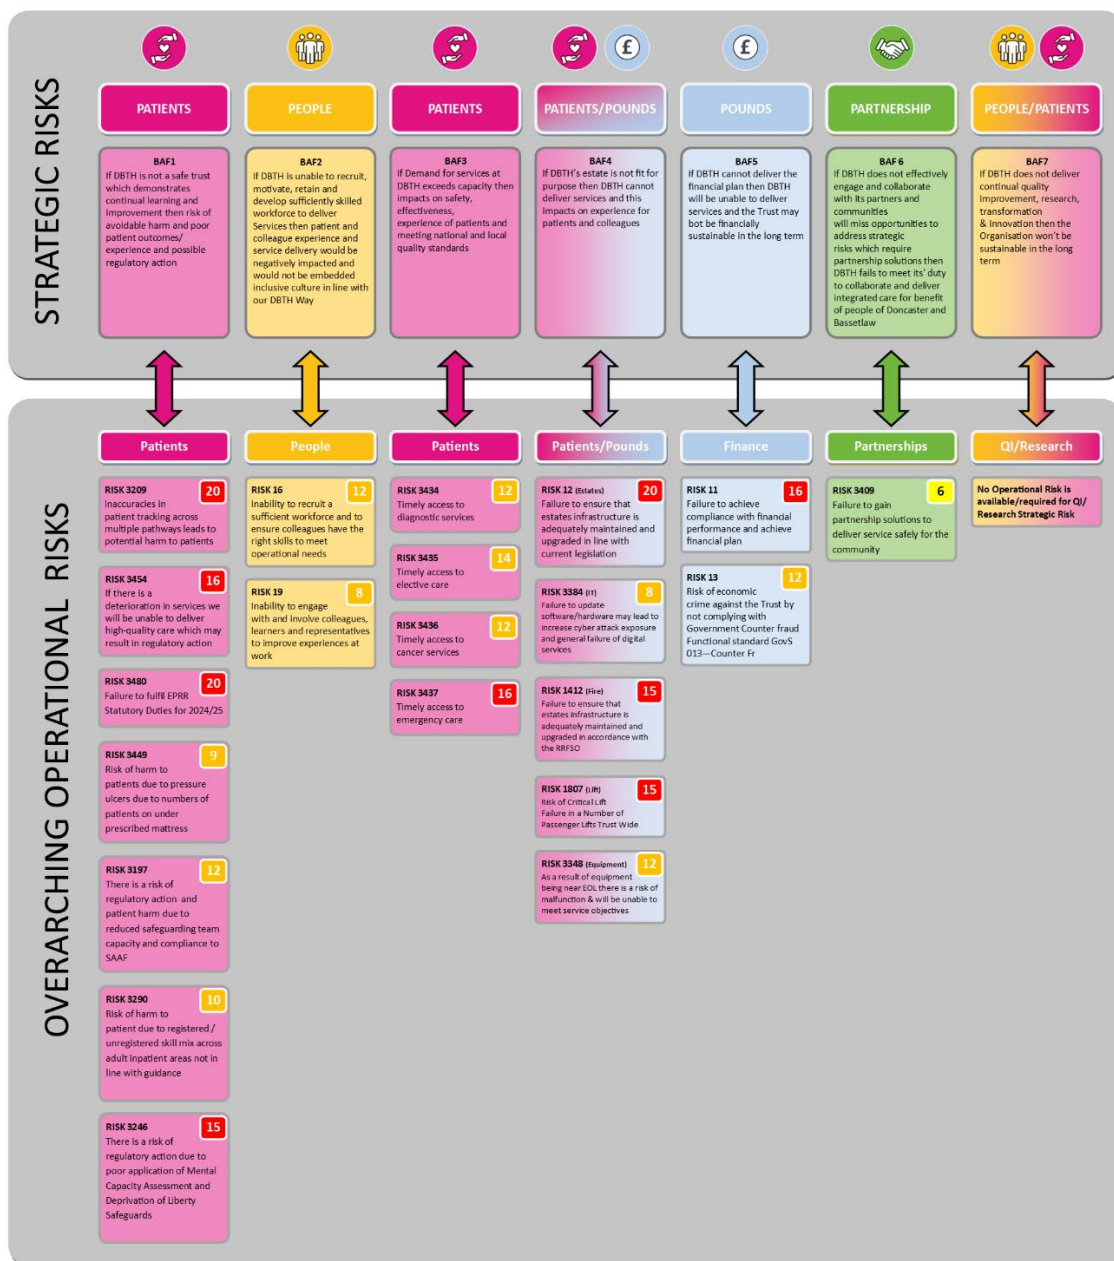 STRATEGIC RISKS
PATIENTS
PEOPLE
PATIENTS
PATIENTS/POUNDS
POUNDS
PARTNERSHIP
PEOPLE/PATIENTS
BAF1
If DBTH is not a safe trust
which demonstrates
continual learning and
improvement then risk of
avoidable harm and poor
patient outcomes/
experience and possible
regulatory action
BAF2
If DBTH is unable to recruit,
motivate, retain and
develop sufficiently skilled
workforce to deliver
Services then patient and
colleague experience and
service delivery would be
negatively impacted and
would not be embedded
inclusive culture in line with
our DBTH Way
BAF3
If Demand for services at
DBTH exceeds capacity then
impacts on safety,
effectiveness,
experience of patients and
meeting national and local
quality standards
BAF4
If DBTH's estate is not fit for
purpose then DBTH cannot
deliver services and this
impacts on experience for
patients and colleagues
BAF5
If DBTH cannot deliver the
financial plan then DBTH
will be unable to deliver
services and the Trust may
bot be financially
sustainable in the long term
BAF 6
If DBTH does not effectively
engage and collaborate
with its partners and
communities
will miss opportunities to
address strategic
risks which require
partnership solutions then
DBTH fails to meet its' duty
to collaborate and deliver
integrated care for benefit
of people of Doncaster and
Bassetlaw
BAF7
If DBTH does not deliver
continual quality
improvement, research,
transformation
& innovation then the
Organisation won't be
sustainable in the long
term
OVERARCHING OPERATIONAL RISKS
Patients
RISK 3209
20
Inaccuracies in
patient tracking across
multiple pathways leads to
potential harm to patients
RISK 3454
16
If there is a
deterioration in services we
will be unable to deliver
high-quality care which may
result in regulatory action
RISK 3480
20
Failure to fulfil EPRR
Statutory Duties for 2024/25
RISK 3449
9
Risk of harm to
patients due to pressure
ulcers due to numbers of
patients on under
prescribed mattress
RISK 3197
12
There is a risk of
regulatory action and
patient harm due to
reduced safeguarding team
capacity and compliance to
SAAF
RISK 3290
10
Risk of harm to
patient due to registered /
unregistered skill mix across
adult inpatient areas not in
line with guidance
RISK 3246
15
There is a risk of
regulatory action due to
poor application of Mental
Capacity Assessment and
Deprivation of Liberty
Safeguards
People
RISK 16
12
Inability to recruit a
sufficient workforce and to
ensure colleagues have the
right skills to meet
operational needs
RISK 19
8
Inability to engage
with and involve colleagues,
learners and representatives
to improve experiences at
work
Patients
RISK 3434
12
Timely access to
diagnostic services
RISK 3435
14
Timely access to
elective care
RISK 3436
12
Timely access to
cancer services
RISK 3437
16
Timely access to
emergency care
Patients/Pounds
RISK 12 (Estates)
20
Failure to ensure that
estates infrastructure is
adequately maintained and
upgraded in line with
current legislation
RISK 3384 (IT)
8
Failure to update
software/hardware may lead to
increase cyber attack exposure
and general failure of digital
services
RISK 1412 (Fire)
15
Failure to ensure that
estates infrastructure is
adequately maintained and
upgraded in accordance with
the RRFSO
RISK 1807 (Lift)
15
Risk of Critical Lift
Failure in a Number of
Passenger Lifts Trust Wide
RISK 3348 (Equipment)
12
As a result of equipment
being near EOL there is a risk of
malfunction & will be unable to
meet service objectives
Finance
RISK 11
16
Failure to achieve
compliance with financial
performance and achieve
financial plan
RISK 13
12
Risk of economic
crime against the Trust by
not complying with
Government Counter fraud
Functional standard GovS
013—Counter Fr
Partnerships
RISK 3409
6
Failure to gain
partnership solutions to
deliver service safely for the
community
QI/Research
No Operational Risk is
available/required for QI/
Research Strategic Risk